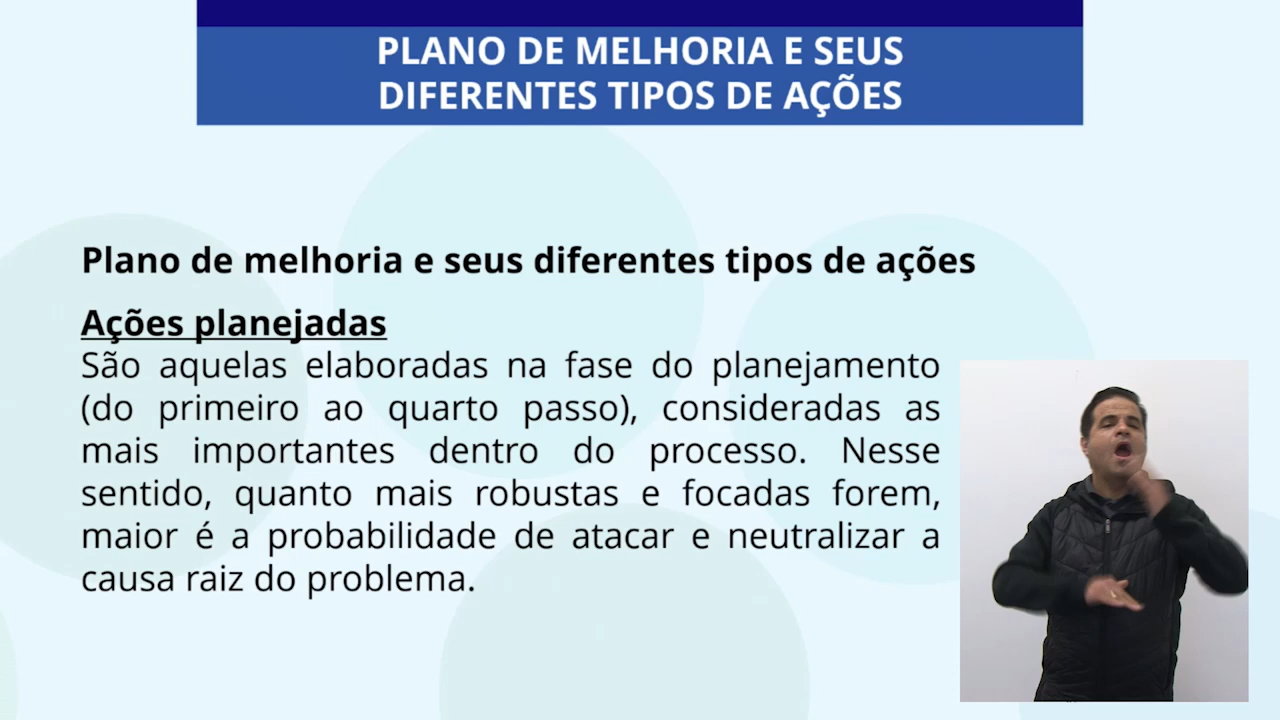 PLANO DE MELHORIA E SEUS
DIFERENTES TIPOS DE AÇÕES
Plano de melhoria e seus diferentes tipos de ações
Ações planejadas
São aquelas elaboradas na fase do planejamento
(do primeiro ao quarto passo), consideradas as
mais importantes dentro do processo. Nesse
sentido, quanto mais robustas e focadas forem,
maior é a probabilidade de atacar e neutralizar a
causa raiz do problema.